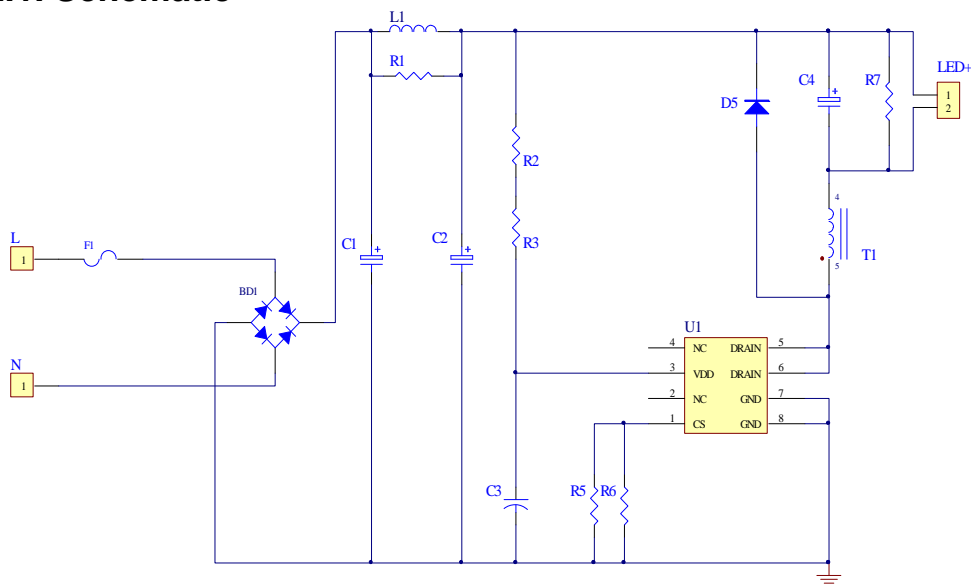 L1
R1
LED+
C4
R7
1
2
D5
R2
R3
4
T1
5
C1
+
C2
+
+
L
1
F1
BD1
N
1
U1
4 NC DRAIN 5
3 VDD DRAIN 6
2 NC GND 7
1 CS GND 8
C3
R5
R6